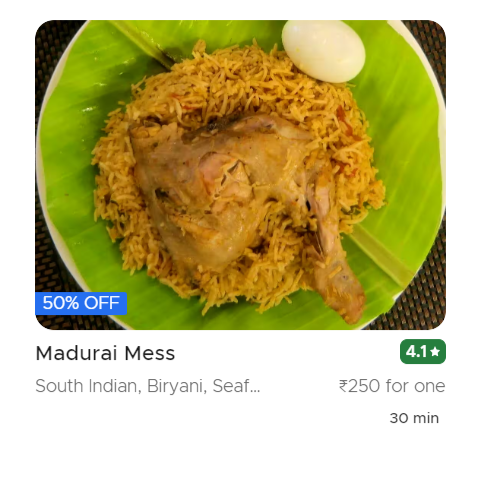 50% OFF
Madurai Mess
4.1★
South Indian, Biryani, Seaf...
₹250 for one
30 min